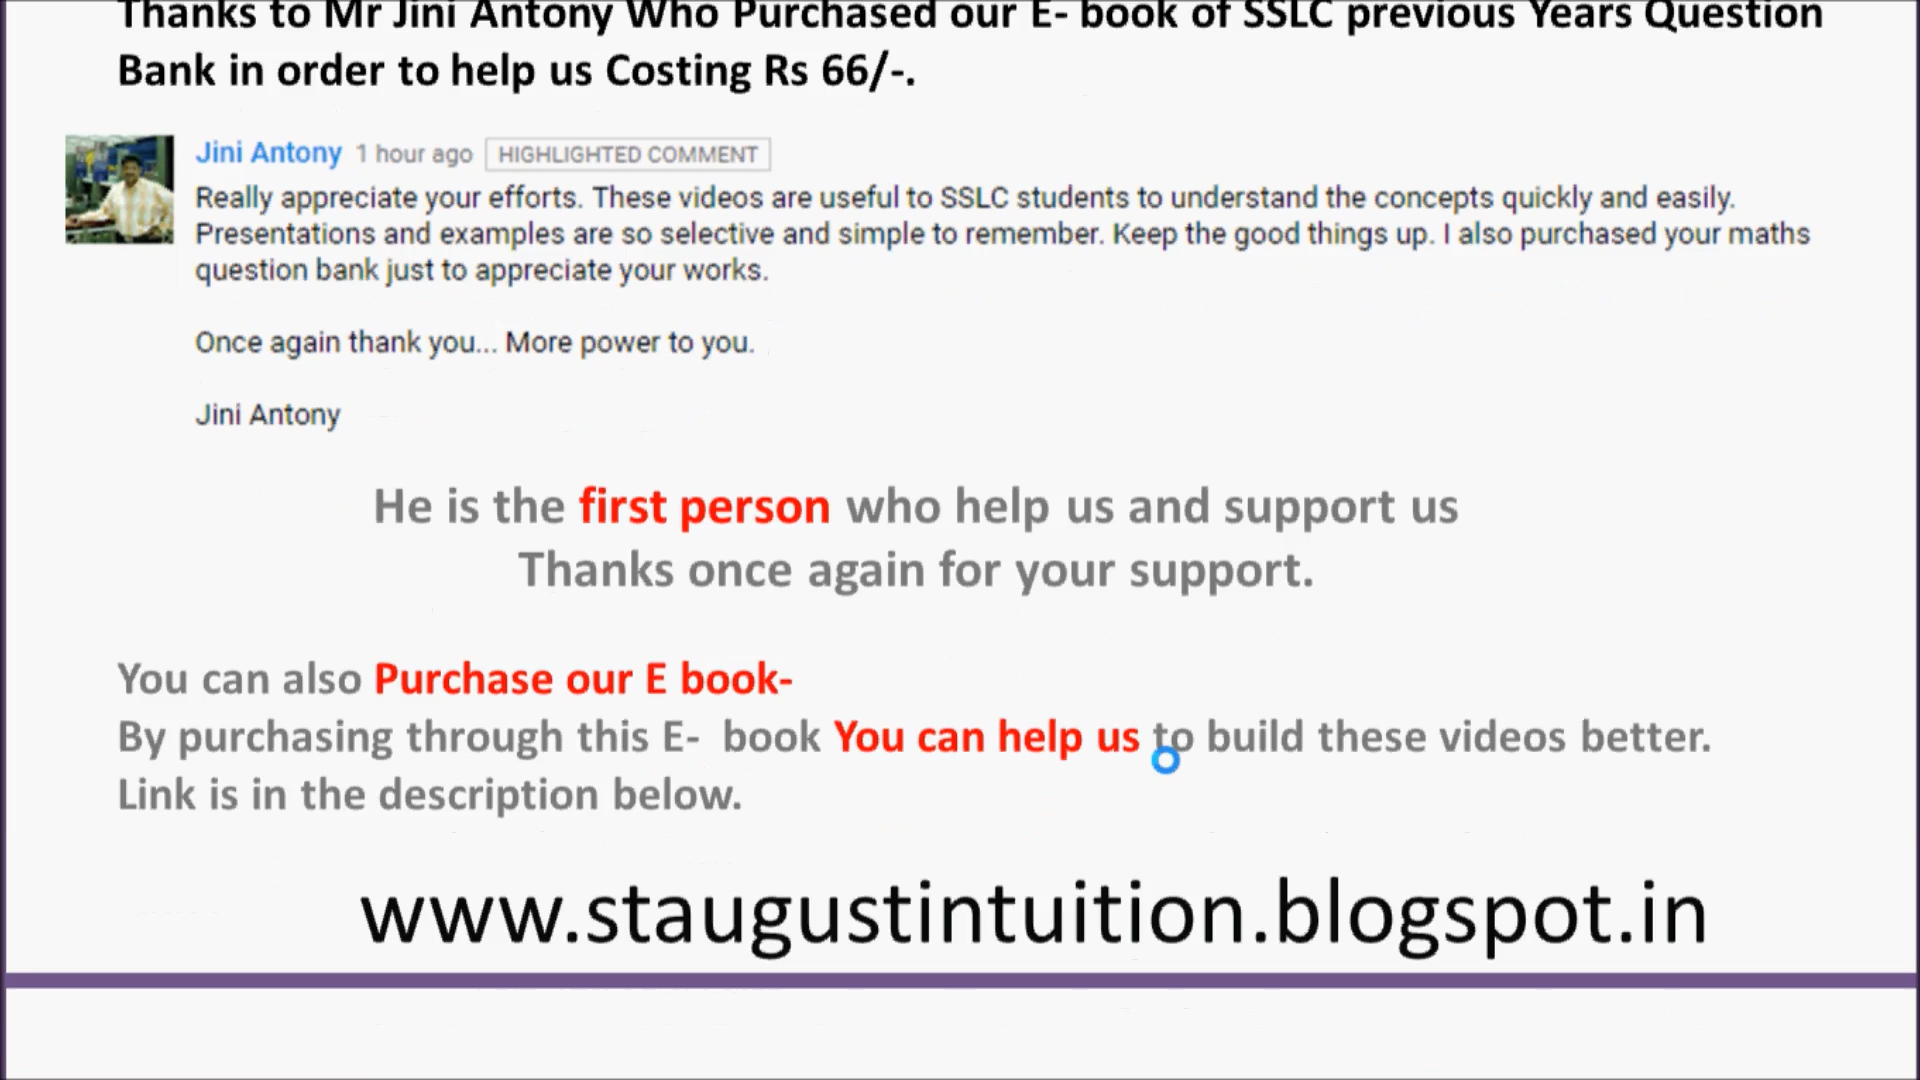 Thanks to Mr Jini Antony Who Purchased our E- book of SSLC previous Years Question
Bank in order to help us Costing Rs 66/-.
Jini Antony 1 hour ago HIGHLIGHTED COMMENT
Really appreciate your efforts. These videos are useful to SSLC students to understand the concepts quickly and easily.
Presentations and examples are so selective and simple to remember. Keep the good things up. I also purchased your maths
question bank just to appreciate your works.
Once again thank you... More power to you.
Jini Antony
He is the first person who help us and support us
Thanks once again for your support.
You can also Purchase our E book-
By purchasing through this E- book You can help us to build these videos better.
Link is in the description below.
www.staugustintuition.blogspot.in